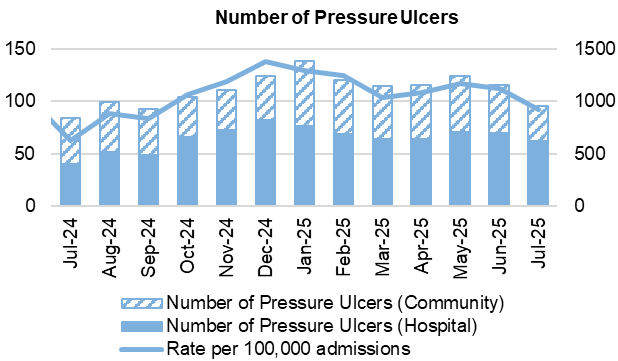 Number of Pressure Ulcers
150 1500
100 1000
50 500
0 0
Jul-24 Aug-24 Sep-24 Oct-24 Nov-24 Dec-24 Jan-25 Feb-25 Mar-25 Apr-25 May-25 Jun-25 Jul-25
Number of Pressure Ulcers (Community)
Number of Pressure Ulcers (Hospital)
Rate per 100,000 admissions